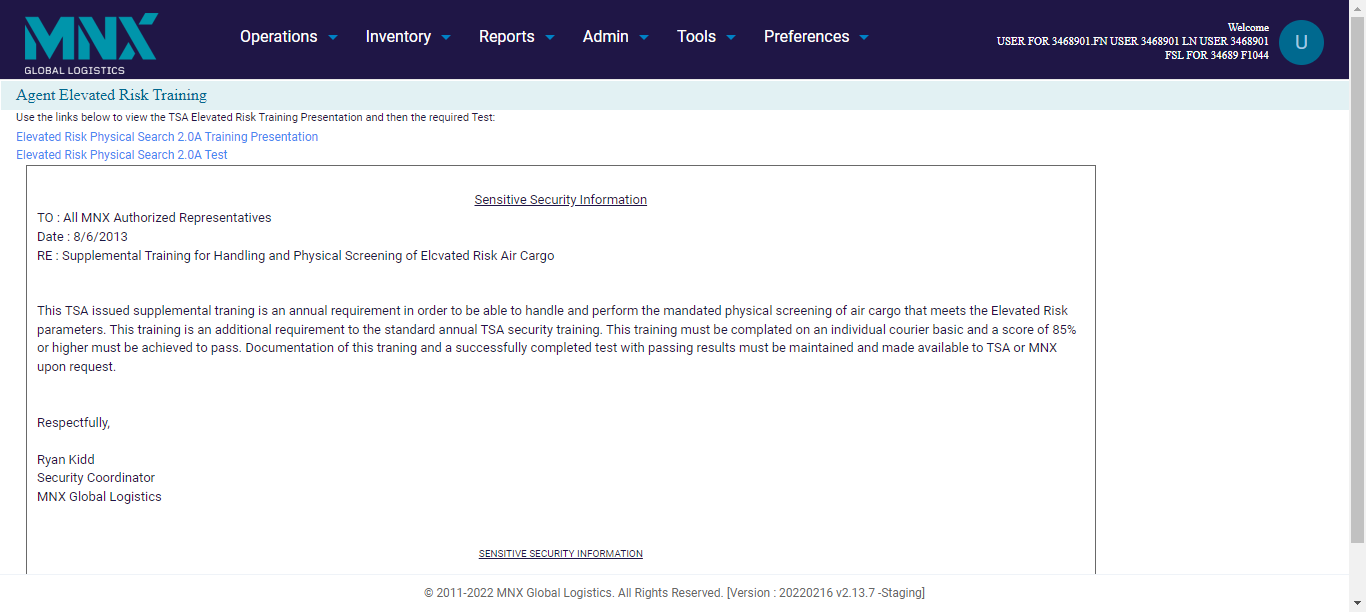 MNX
GLOBAL LOGISTICS
Operations
Inventory
Reports
Admin
Tools
Preferences
Welcome
USER FOR 3468901.FN USER 3468901 LN USER 3468901
FSL FOR 34689 F1044
U
Agent Elevated Risk Training
Use the links below to view the TSA Elevated Risk Training Presentation and then the required Test:
Elevated Risk Physical Search 2.0A Training Presentation
Elevated Risk Physical Search 2.0A Test
Sensitive Security Information
TO : All MNX Authorized Representatives
Date : 8/6/2013
RE : Supplemental Training for Handling and Physical Screening of Elcvated Risk Air Cargo
This TSA issued supplemental traning is an annual requirement in order to be able to handle and perform the mandated physical screening of air cargo that meets the Elevated Risk
parameters. This training is an additional requirement to the standard annual TSA security training. This training must be complated on an individual courier basic and a score of 85%
or higher must be achieved to pass. Documentation of this traning and a successfully completed test with passing results must be maintained and made available to TSA or MNX
upon request.
Respectfully,
Ryan Kidd
Security Coordinator
MNX Global Logistics
SENSITIVE SECURITY INFORMATION
© 2011-2022 MNX Global Logistics. All Rights Reserved. [Version : 20220216 v2.13.7 -Staging]